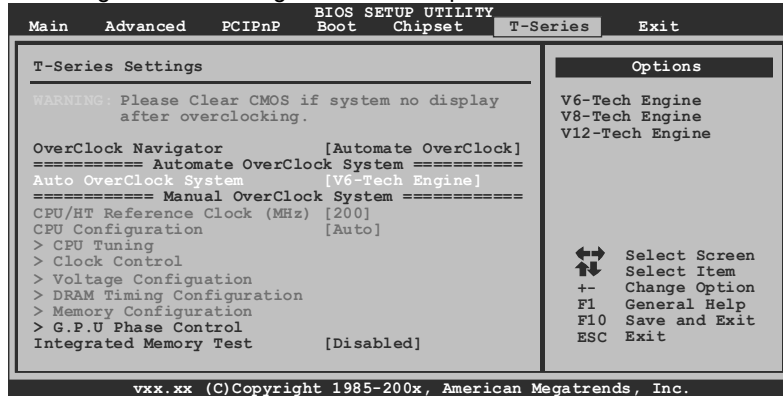 BIOS SETUP UTILITY
Main Advanced PCIPnP Boot Chipset T-Series Exit
T-Series Settings
WARNING: Please Clear CMOS if system no display
after overclocking.
OverClock Navigator [Automate OverClock]
=========== Automate OverClock System ===========
Auto OverClock System [V6-Tech Engine]
============ Manual OverClock System ============
CPU/HT Reference Clock (MHz) [200]
CPU Configuration [Auto]
> CPU Tuning
> Clock Control
> Voltage Configuation
> DRAM Timing Configuration
> Memory Configuration
> G.P.U Phase Control
Integrated Memory Test [Disabled]
Options
V6-Tech Engine
V8-Tech Engine
V12-Tech Engine
Select Screen
Select Item
+- Change Option
F1 General Help
F10 Save and Exit
ESC Exit
vxx.xx (C)Copyright 1985-200x, American Megatrends, Inc.